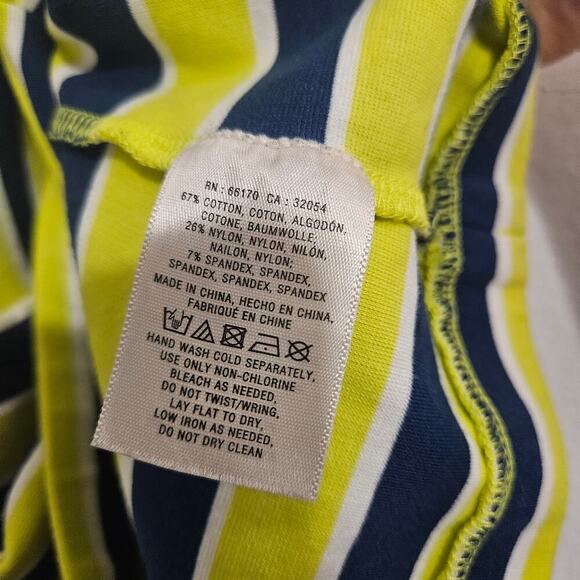 RN : 66170 CA : 32054
67% COTTON, COTON, ALGODÓN,
COTONE, BAUMWOLLE;
26% NYLON, NYLON, NILÓN,
NAILON, NYLON;
7% SPANDEX, SPANDEX,
SPANDEX, SPANDEX, SPANDEX
MADE IN CHINA, HECHO EN CHINA,
FABRIQUÉ EN CHINE
HAND WASH COLD SEPARATELY,
USE ONLY NON-CHLORINE
BLEACH AS NEEDED,
DO NOT TWIST/WRING,
LAY FLAT TO DRY,
LOW IRON AS NEEDED,
DO NOT DRY CLEAN